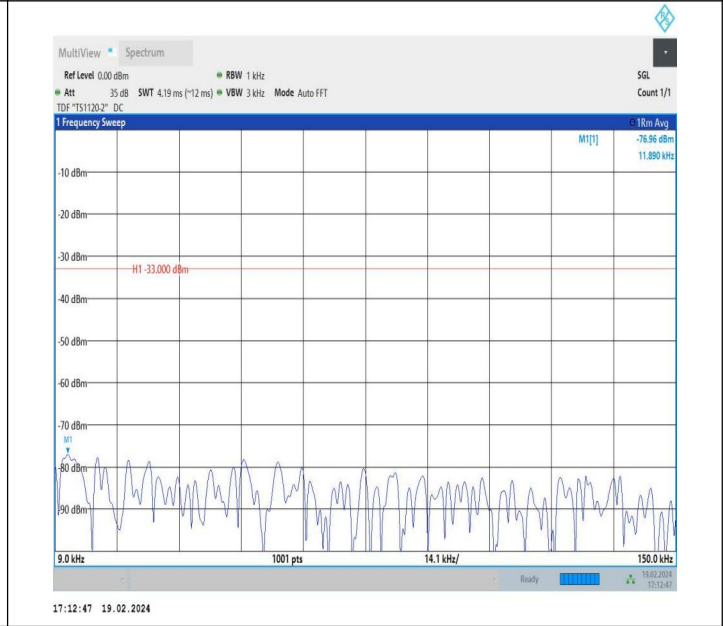 R S
MultiView Spectrum
Ref Level 0.00 dBm RBW 1 kHz SGL
Att 35 dB SWT 4.19 ms (~12 ms) VBW 3 kHz Mode Auto FFT Count 1/1
TDF "TS1120-2" DC
1 Frequency Sweep 1Rm Avg
M1[1] -76.96 dBm
11.890 kHz
-10 dBm
-20 dBm
-30 dBm
H1 -33.000 dBm
-40 dBm
-50 dBm
-60 dBm
-70 dBm
M1
-80 dBm
-90 dBm
9.0 kHz 1001 pts 14.1 kHz/ 150.0 kHz
Ready 19.02.2024
17:12:47
17:12:47 19.02.2024